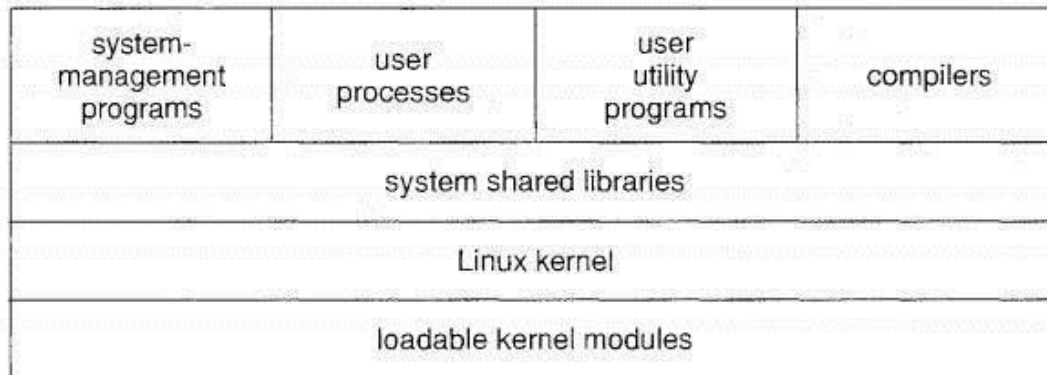 system-
management
programs
user
processes
user
utility
programs
compilers
system shared libraries
Linux kernel
loadable kernel modules